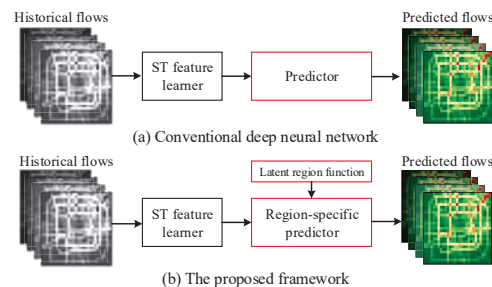 Historical flows
Predicted flows
ST feature
learner
Predictor
(a) Conventional deep neural network
Historical flows
Latent region function
Predicted flows
ST feature
learner
Region-specific
predictor
(b) The proposed framework